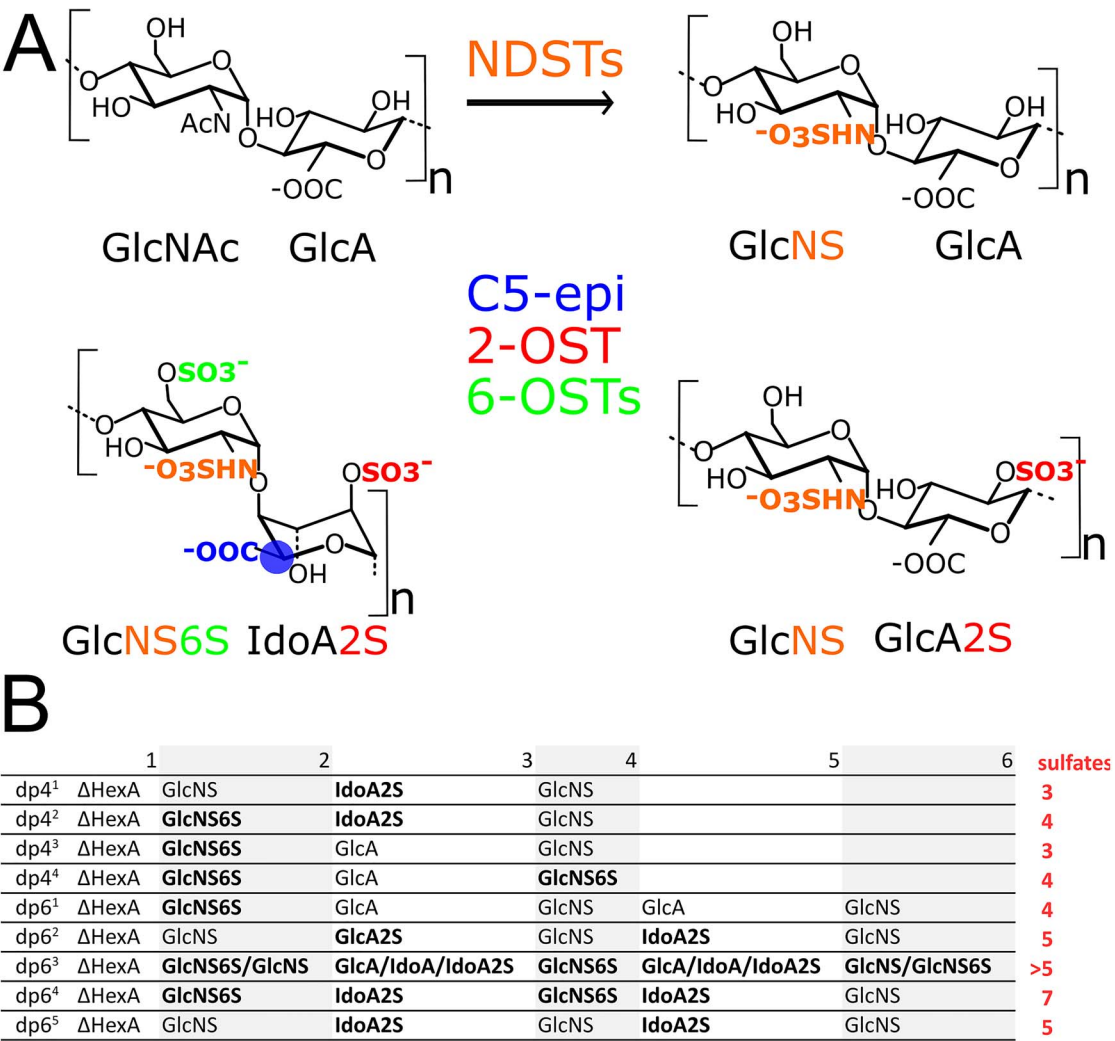 A
OH
O
O
HO
AcN
O
HO
OH
O
-OOC
n
GlcNAc GlcA
NDSTs
OH
O
O
HO
-O3SHN
O
HO
OH
O
-OOC
n
GlcNS GlcA
C5-epi
2-OST
6-OSTs
OSO3-
O
O
HO
-O3SHN
O
OSO3-
-OOC
O
OH
n
GlcNS6S IdoA2S
OH
O
O
HO
-O3SHN
O
HO
OSO3-
O
-OOC
n
GlcNS GlcA2S
B
1 2 3 4 5 6 sulfates
dp4¹ ΔHexA GlcNS IdoA2S GlcNS 3
dp4² ΔHexA GlcNS6S IdoA2S GlcNS 4
dp4³ ΔHexA GlcNS6S GlcA GlcNS 3
dp4⁴ ΔHexA GlcNS6S GlcA GlcNS6S 4
dp6¹ ΔHexA GlcNS6S GlcA GlcNS GlcA GlcNS 4
dp6² ΔHexA GlcNS GlcA2S GlcNS IdoA2S GlcNS 5
dp6³ ΔHexA GlcNS6S/GlcNS GlcA/IdoA/IdoA2S GlcNS6S GlcA/IdoA/IdoA2S GlcNS/GlcNS6S >5
dp6⁴ ΔHexA GlcNS6S IdoA2S GlcNS6S IdoA2S GlcNS 7
dp6⁵ ΔHexA GlcNS IdoA2S GlcNS IdoA2S GlcNS 5